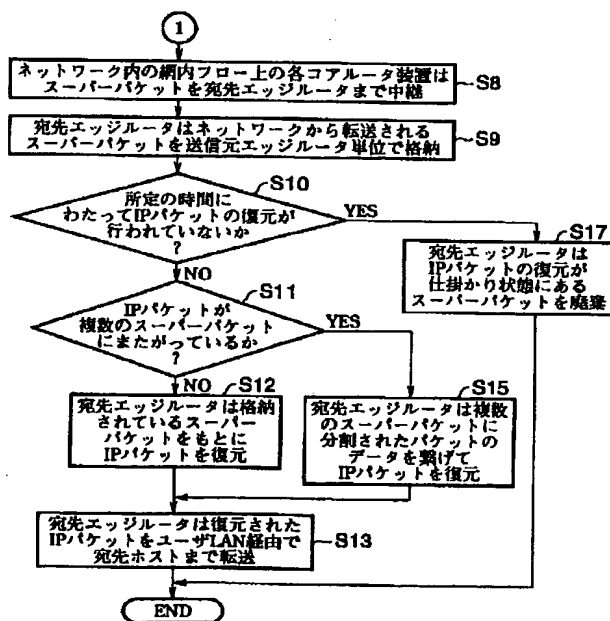 1
ネットワーク内の網内フロー上の各コアルータ装置は
スーパーパケットを宛先エッジルータまで中継
S8
宛先エッジルータはネットワークから転送される
スーパーパケットを送信元エッジルータ単位で格納
S9
S10
所定の時間に
わたってIPパケットの復元が
行われていないか
?
YES
NO
S17
宛先エッジルータは
IPパケットの復元が
仕掛かり状態にある
スーパーパケットを廃棄
S11
IPパケットが
複数のスーパーパケット
にまたがっているか
?
YES
NO
S12
宛先エッジルータは格納
されているスーパー
パケットをもとに
IPパケットを復元
S15
宛先エッジルータは複数
のスーパーパケットに
分割されたパケットの
データを繋げて
IPパケットを復元
宛先エッジルータは復元された
IPパケットをユーザLAN経由で
宛先ホストまで転送
S13
END